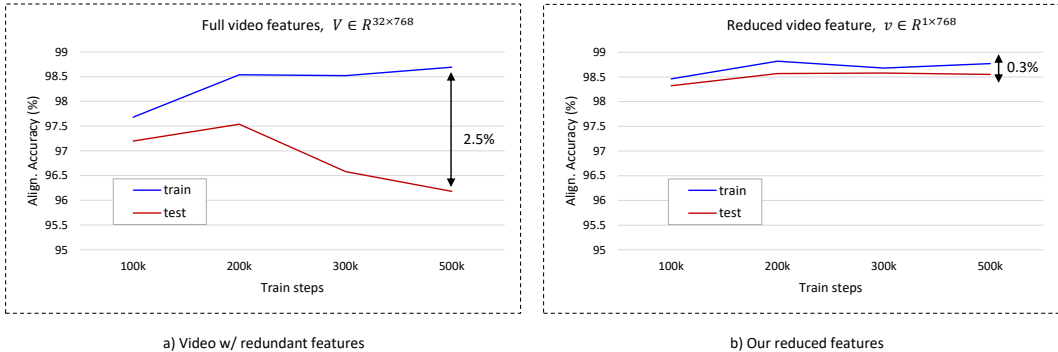 Full video features, V ∈ R^{32×768}
99
98.5
98
97.5
97
96.5
96
95.5
95
Align. Accuracy (%)
2.5%
train
test
100k 200k 300k 500k
Train steps
a) Video w/ redundant features
Reduced video feature, v ∈ R^{1×768}
99
98.5
98
97.5
97
96.5
96
95.5
95
Align. Accuracy (%)
0.3%
train
test
100k 200k 300k 500k
Train steps
b) Our reduced features